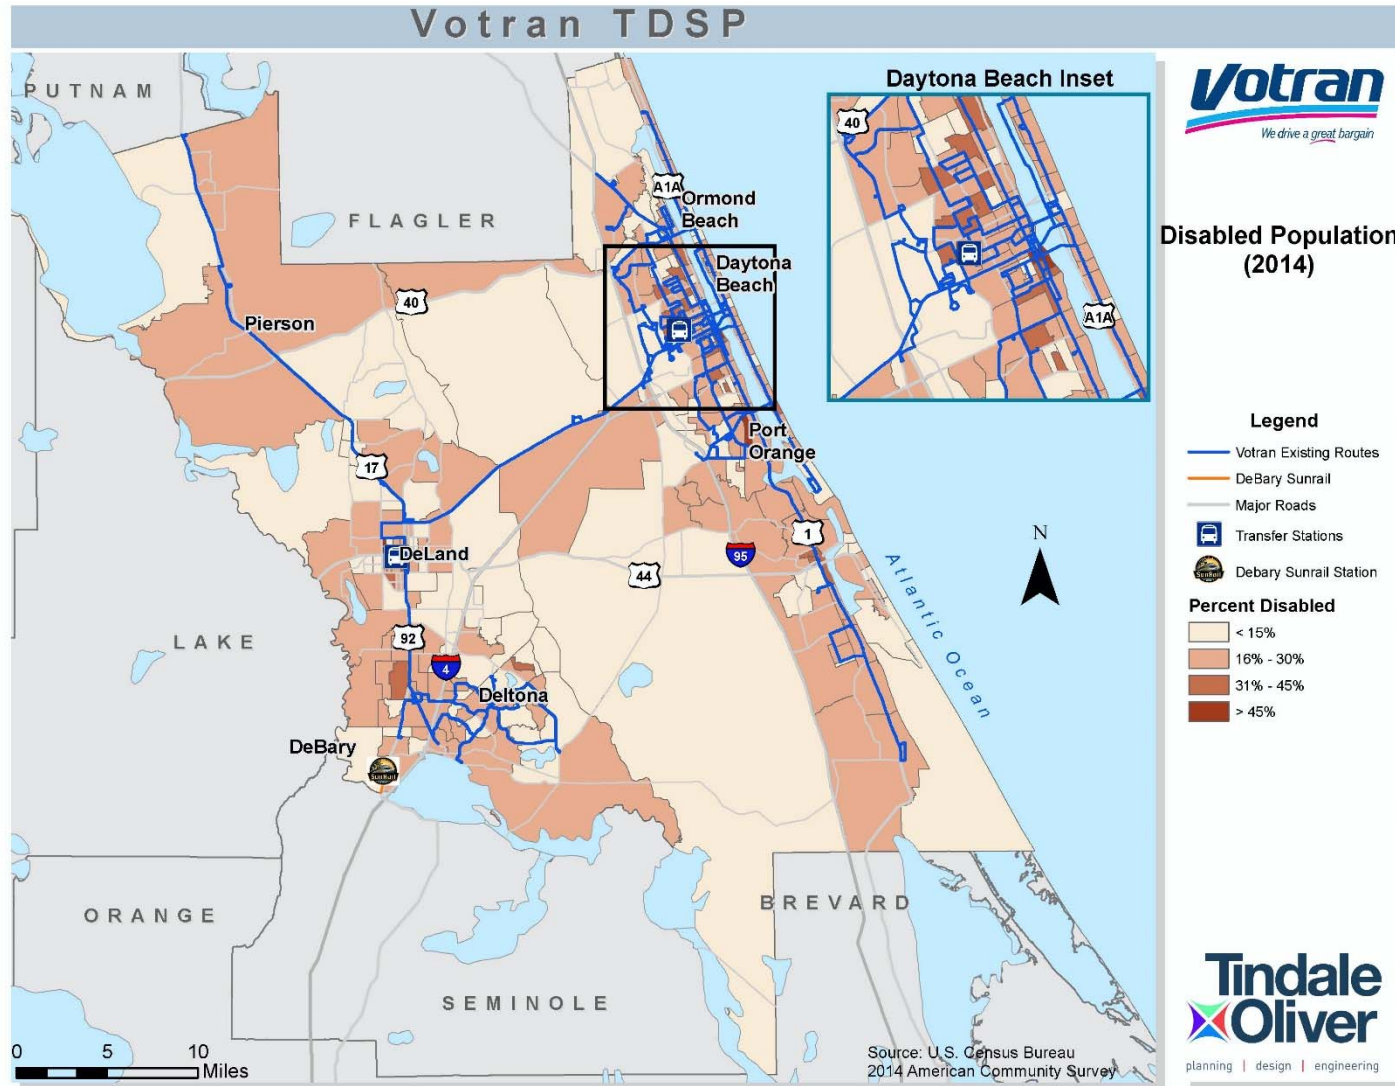 Votran TDSP
PUTNAM
FLAGLER
A1A
Ormond
Beach
Daytona
Beach
40
Pierson
17
Port
Orange
DeLand
1
95
44
Atlantic Ocean
N
LAKE
92
4
Deltona
DeBary
SunRail
ORANGE
BREVARD
SEMINOLE
0 5 10
Miles
Source: U.S. Census Bureau
2014 American Community Survey
Daytona Beach Inset
40
A1A
Votran
We drive a great bargain
Disabled Population
(2014)
Legend
Votran Existing Routes
DeBary Sunrail
Major Roads
Transfer Stations
SunRail
Debary Sunrail Station
Percent Disabled
< 15%
16% - 30%
31% - 45%
> 45%
Tindale
Oliver
planning | design | engineering